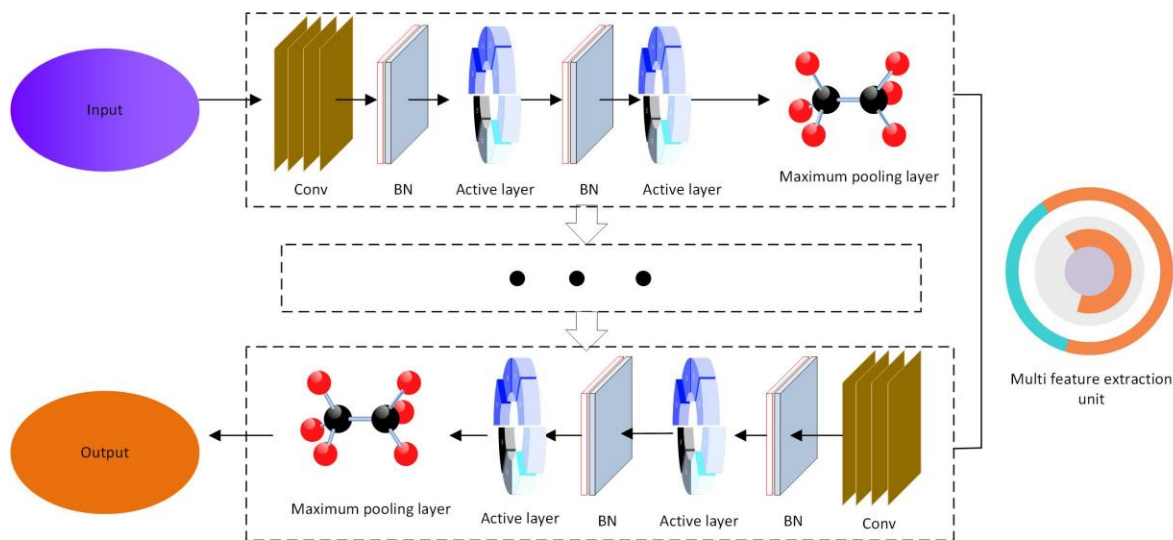 Input
Conv
BN
Active layer
BN
Active layer
Maximum pooling layer
Multi feature extraction
unit
Output
Maximum pooling layer
Active layer
BN
Active layer
BN
Conv